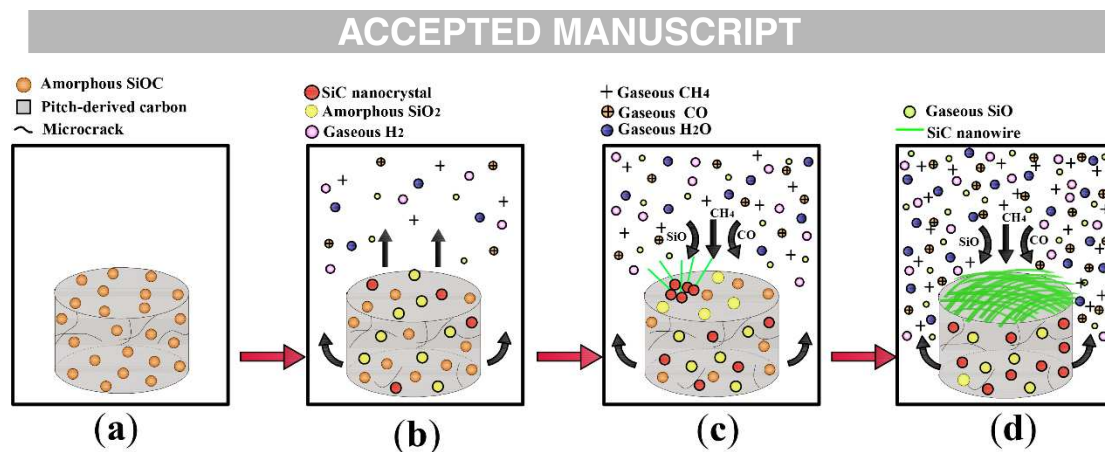 ACCEPTED MANUSCRIPT
Amorphous SiOC
Pitch-derived carbon
Microcrack
SiC nanocrystal
Amorphous SiO₂
Gaseous H₂
Gaseous CH₄
Gaseous CO
Gaseous H₂O
Gaseous SiO
SiC nanowire
SiO
CH₄
CO
SiO
CH₄
CO
(a)
(b)
(c)
(d)